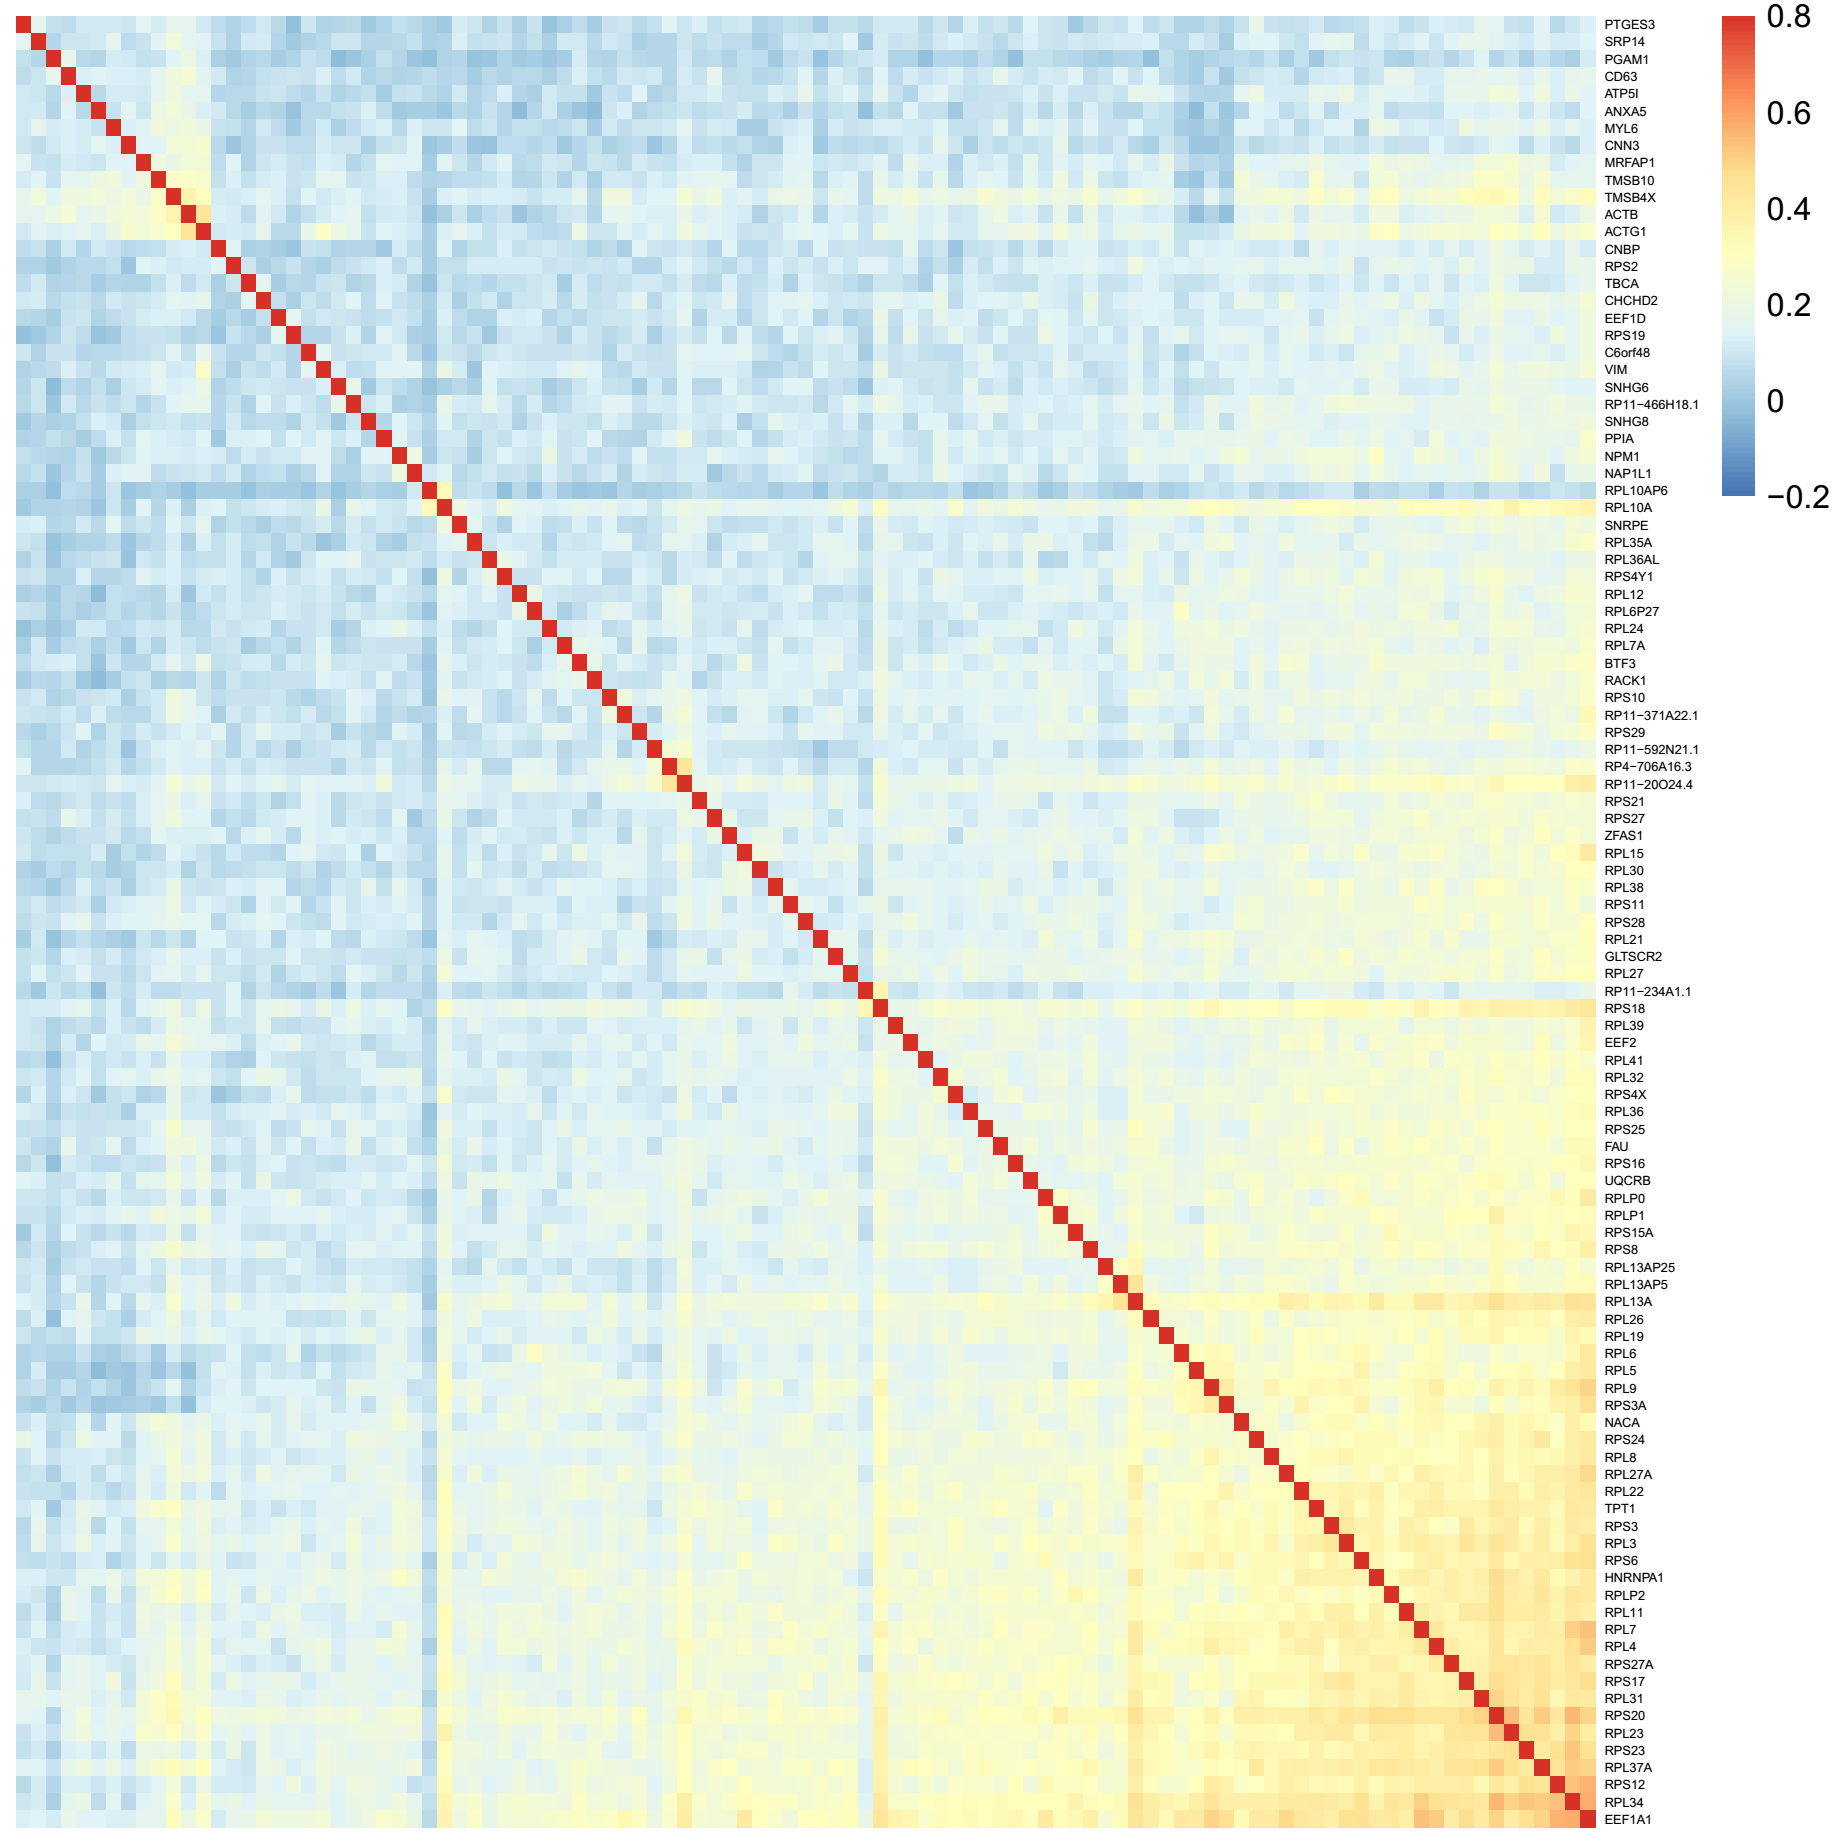 PTGES3
SRP14
PGAM1
CD63
ATP5I
ANXA5
MYL6
CNN3
MRFAP1
TMSB10
TMSB4X
ACTB
ACTG1
CNBP
RPS2
TBCA
CHCHD2
EEF1D
RPS19
C6orf48
VIM
SNHG6
RP11−466H18.1
SNHG8
PPIA
NPM1
NAP1L1
RPL10AP6
RPL10A
SNRPE
RPL35A
RPL36AL
RPS4Y1
RPL12
RPL6P27
RPL24
RPL7A
BTF3
RACK1
RPS10
RP11−371A22.1
RPS29
RP11−592N21.1
RP4−706A16.3
RP11−20O24.4
RPS21
RPS27
ZFAS1
RPL15
RPL30
RPL38
RPS11
RPS28
RPL21
GLTSCR2
RPL27
RP11−234A1.1
RPS18
RPL39
EEF2
RPL41
RPL32
RPS4X
RPL36
RPS25
FAU
RPS16
UQCRB
RPLP0
RPLP1
RPS15A
RPS8
RPL13AP25
RPL13AP5
RPL13A
RPL26
RPL19
RPL6
RPL5
RPL9
RPS3A
NACA
RPS24
RPL8
RPL27A
RPL22
TPT1
RPS3
RPL3
RPS6
HNRNPA1
RPLP2
RPL11
RPL7
RPL4
RPS27A
RPS17
RPL31
RPS20
RPL23
RPS23
RPL37A
RPS12
RPL34
EEF1A1
0.8
0.6
0.4
0.2
0
−0.2